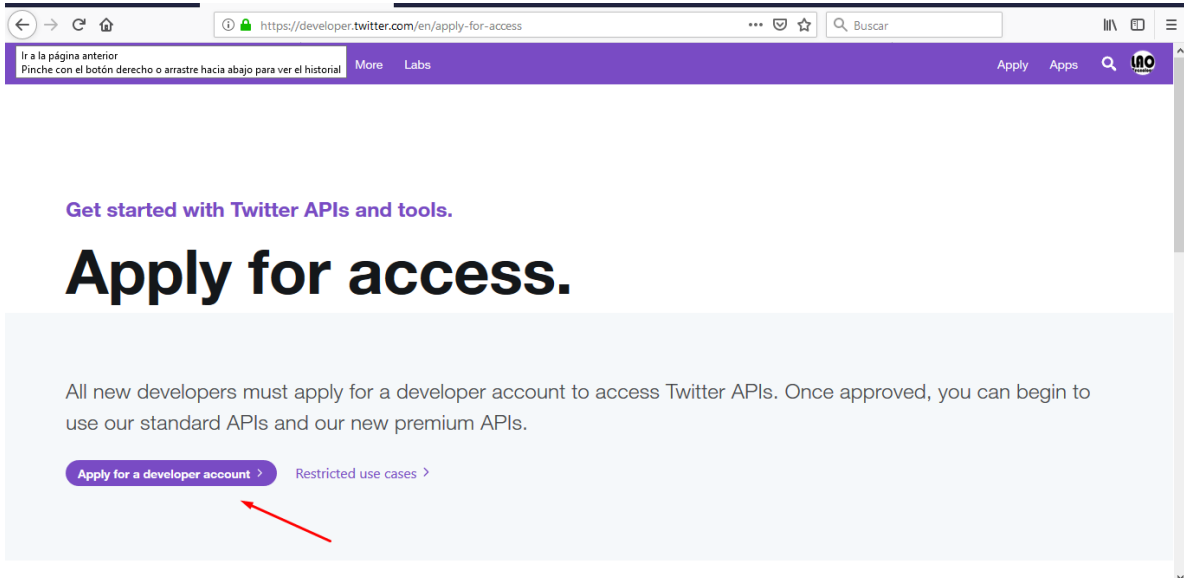 https://developer.twitter.com/en/apply-for-access
Buscar
Ir a la página anterior
Pinche con el botón derecho o arrastre hacia abajo para ver el historial
More
Labs
Apply
Apps
LAO
Get started with Twitter APIs and tools.
Apply for access.
All new developers must apply for a developer account to access Twitter APIs. Once approved, you can begin to
use our standard APIs and our new premium APIs.
Apply for a developer account
Restricted use cases